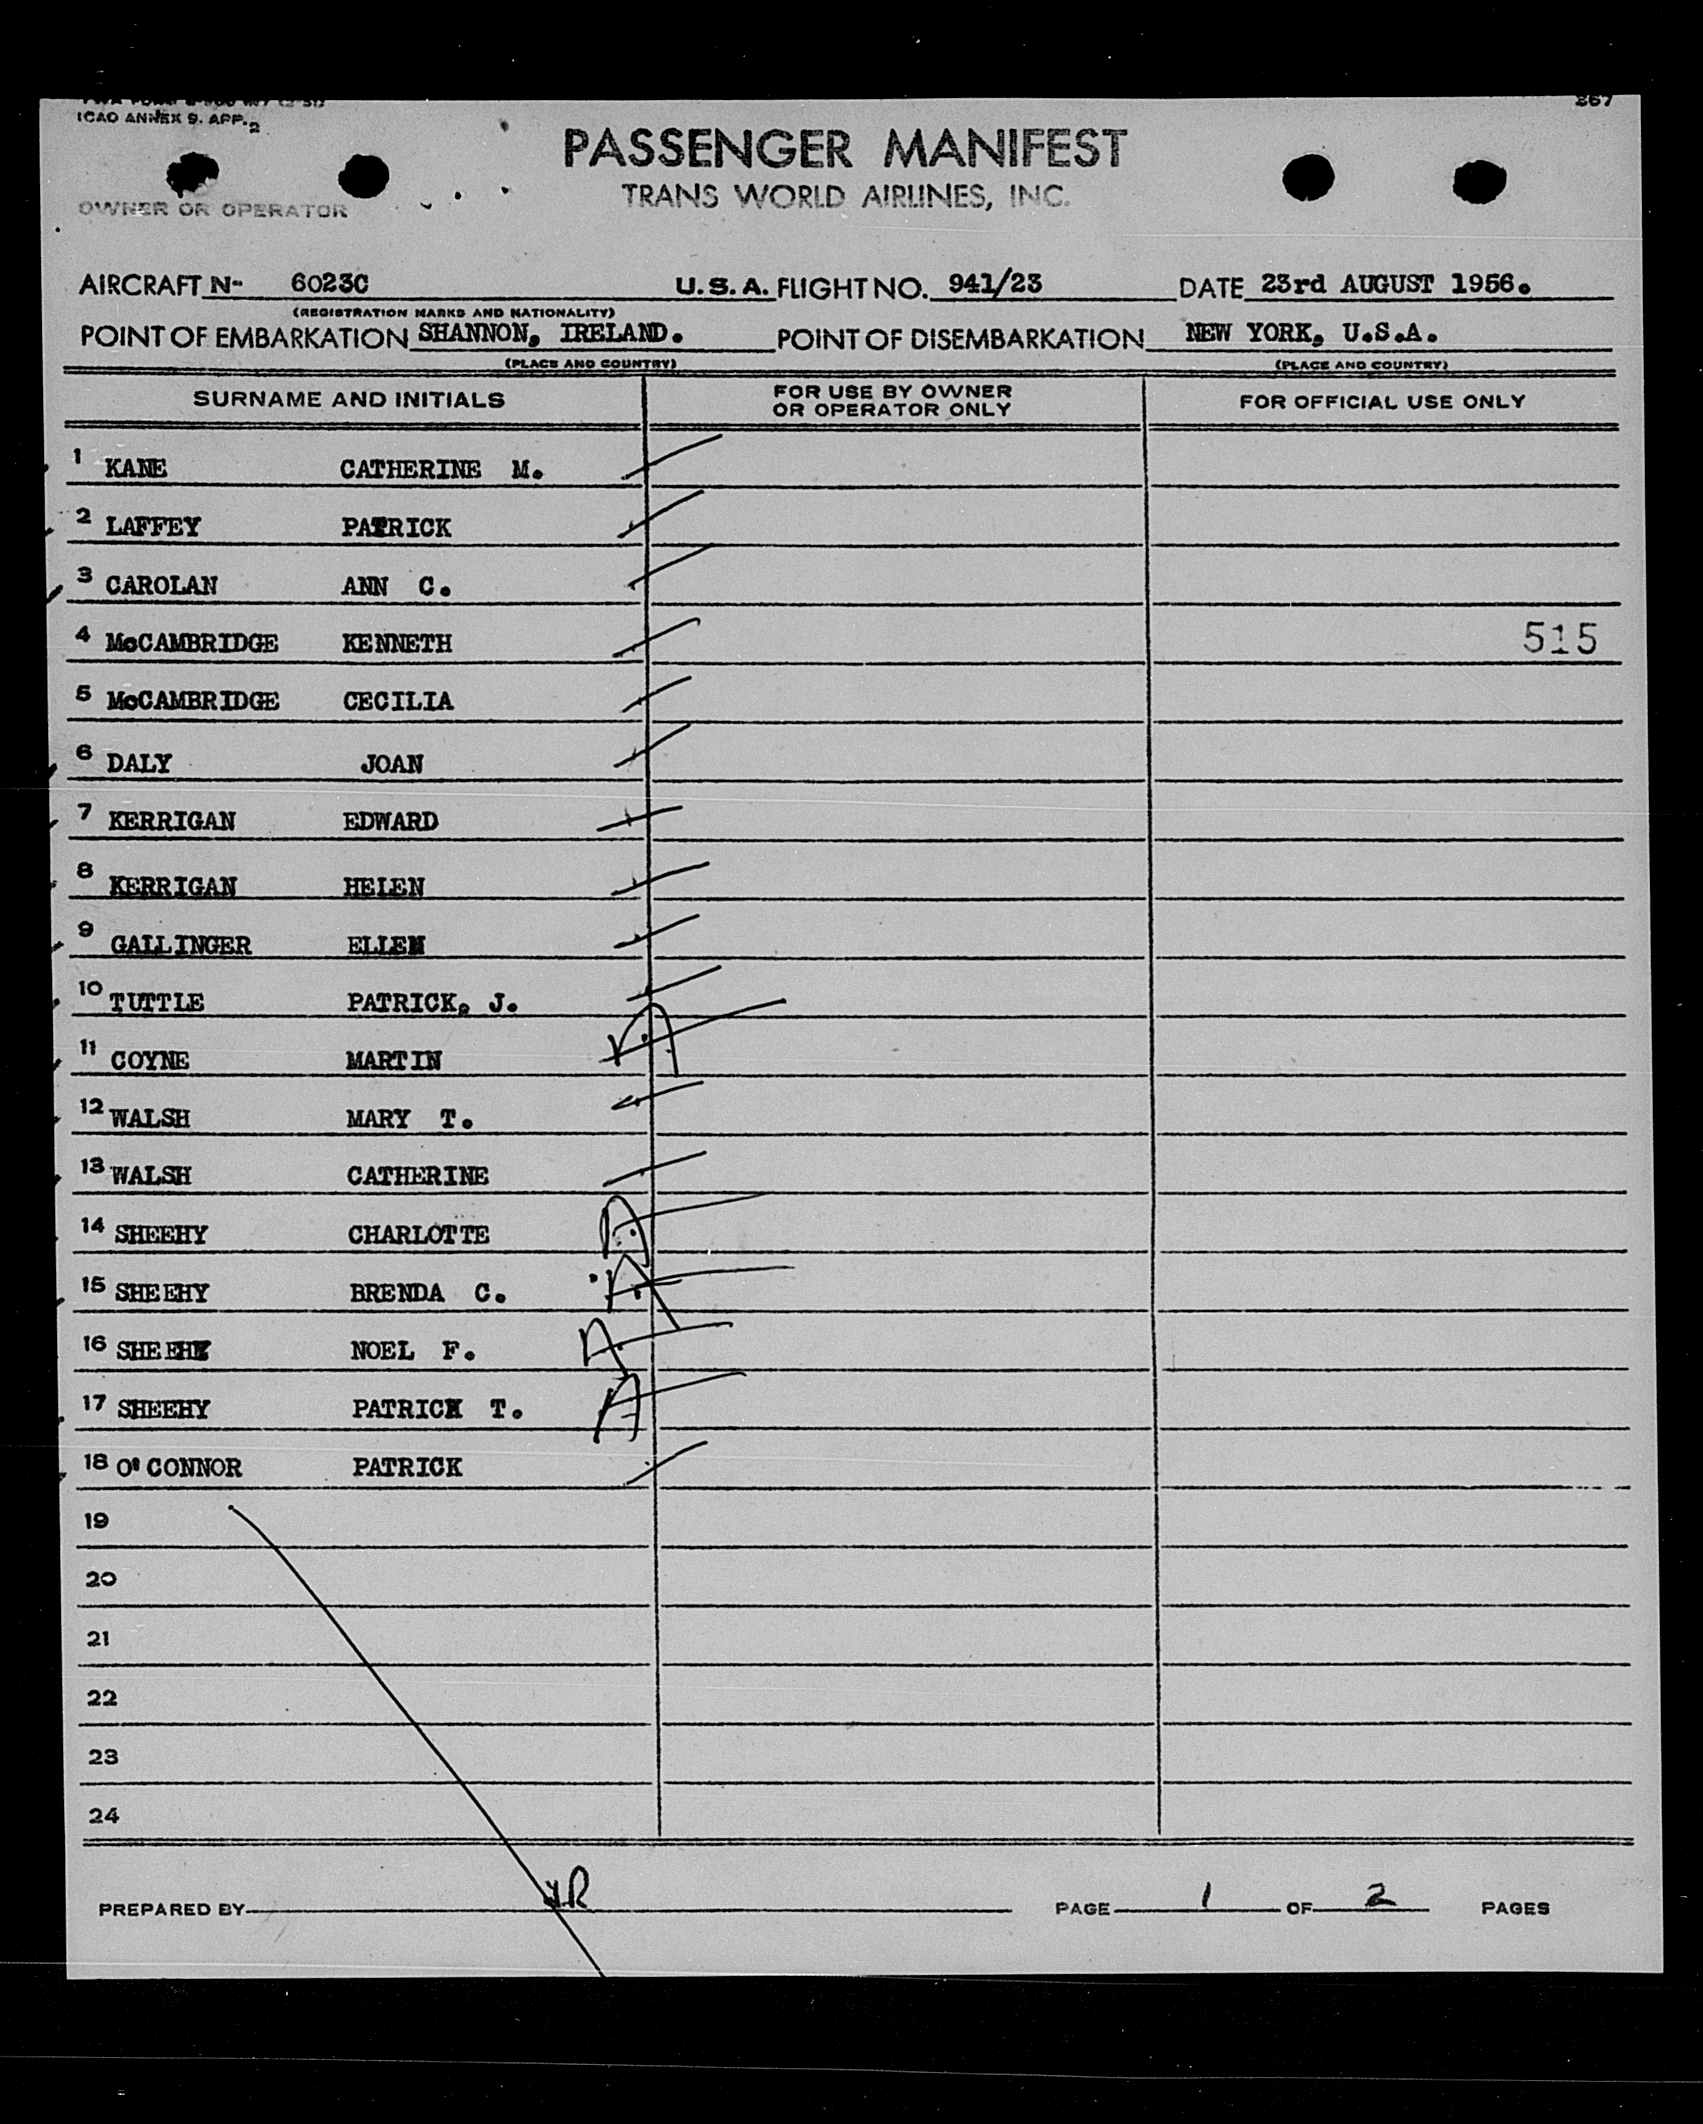 ICAO ANNEX 9. APP. 2
267
PASSENGER MANIFEST
TRANS WORLD AIRLINES, INC.
OWNER OR OPERATOR
AIRCRAFT N- 6023C U.S.A. FLIGHT NO. 941/23 DATE 23rd AUGUST 1956.
(REGISTRATION MARKS AND NATIONALITY)
POINT OF EMBARKATION SHANNON, IRELAND. POINT OF DISEMBARKATION NEW YORK, U.S.A.
(PLACE AND COUNTRY) (PLACE AND COUNTRY)
SURNAME AND INITIALS FOR USE BY OWNER OR OPERATOR ONLY FOR OFFICIAL USE ONLY
1 KANE CATHERINE M.
2 LAFFEY PATRICK
3 CAROLAN ANN C.
4 McCAMBRIDGE KENNETH 515
5 McCAMBRIDGE CECILIA
6 DALY JOAN
7 KERRIGAN EDWARD
8 KERRIGAN HELEN
9 GALLINGER ELLEN
10 TUTTLE PATRICK, J.
11 COYNE MARTIN
12 WALSH MARY T.
13 WALSH CATHERINE
14 SHEEHY CHARLOTTE
15 SHEEHY BRENDA C.
16 SHEEHY NOEL F.
17 SHEEHY PATRICK T.
18 O'CONNOR PATRICK
19
20
21
22
23
24
PREPARED BY PAGE 1 OF 2 PAGES